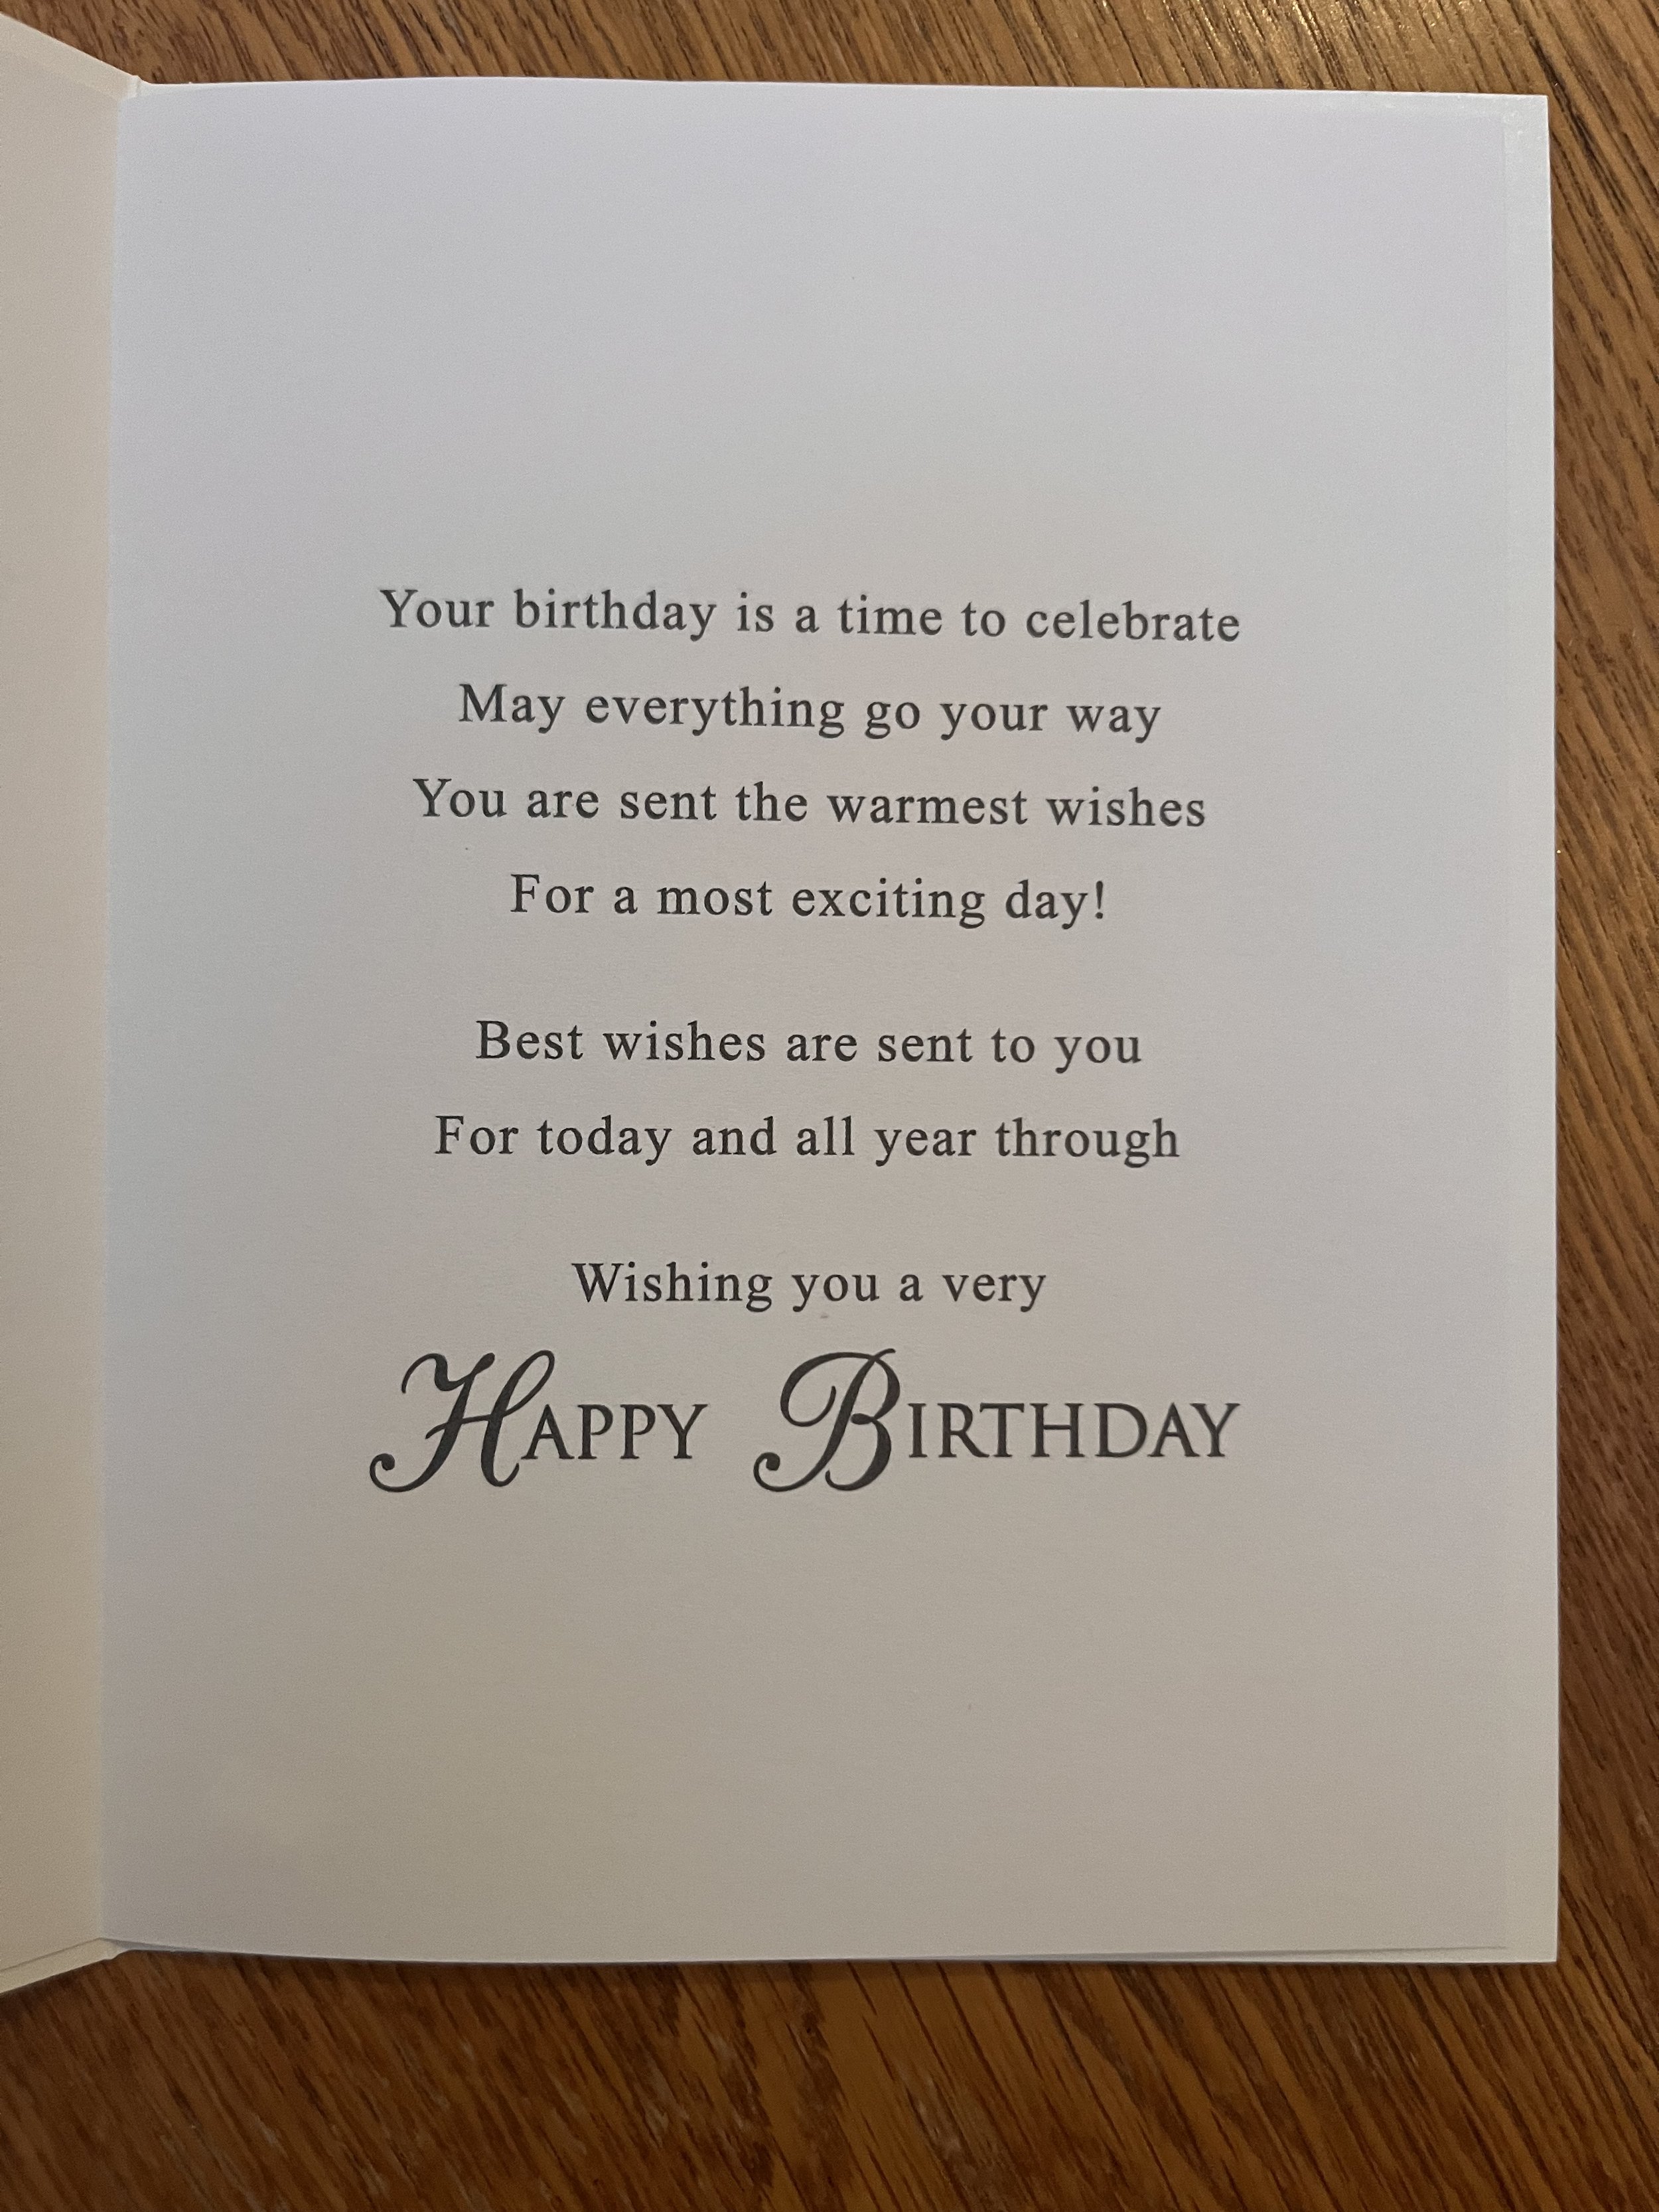 Your birthday is a time to celebrate
May everything go your way
You are sent the warmest wishes
For a most exciting day!
Best wishes are sent to you
For today and all year through
Wishing you a very
HAPPY BIRTHDAY